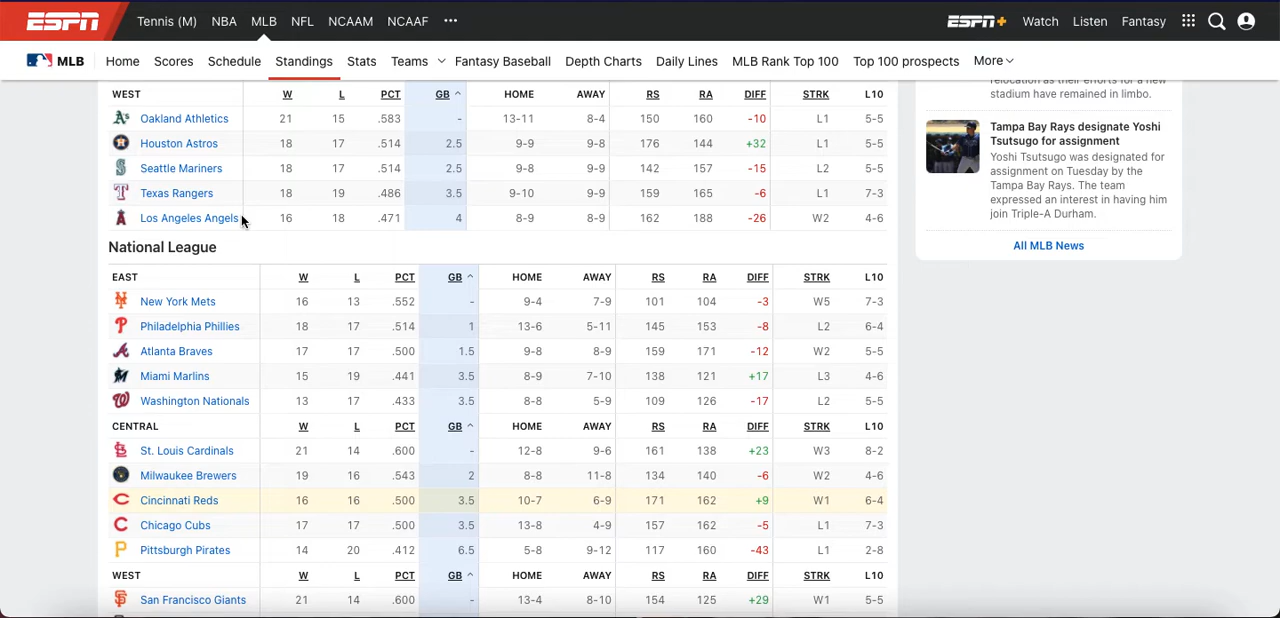 ESPN Tennis (M) NBA MLB NFL NCAAM NCAAF ••• ESPN+ Watch Listen Fantasy
MLB Home Scores Schedule Standings Stats Teams Fantasy Baseball Depth Charts Daily Lines MLB Rank Top 100 Top 100 prospects More
WEST W L PCT GB HOME AWAY RS RA DIFF STRK L10
Oakland Athletics 21 15 .583 - 13-11 8-4 150 160 -10 L1 5-5
Houston Astros 18 17 .514 2.5 9-9 9-8 176 144 +32 L1 5-5
Seattle Mariners 18 17 .514 2.5 9-8 9-9 142 157 -15 L2 5-5
Texas Rangers 18 19 .486 3.5 9-10 9-9 159 165 -6 L1 7-3
Los Angeles Angels 16 18 .471 4 8-9 8-9 162 188 -26 W2 4-6
National League
EAST W L PCT GB HOME AWAY RS RA DIFF STRK L10
New York Mets 16 13 .552 - 9-4 7-9 101 104 -3 W5 7-3
Philadelphia Phillies 18 17 .514 1 13-6 5-11 145 153 -8 L2 6-4
Atlanta Braves 17 17 .500 1.5 9-8 8-9 159 171 -12 W2 5-5
Miami Marlins 15 19 .441 3.5 8-9 7-10 138 121 +17 L3 4-6
Washington Nationals 13 17 .433 3.5 8-8 5-9 109 126 -17 L2 5-5
CENTRAL W L PCT GB HOME AWAY RS RA DIFF STRK L10
St. Louis Cardinals 21 14 .600 - 12-8 9-6 161 138 +23 W3 8-2
Milwaukee Brewers 19 16 .543 2 8-8 11-8 134 140 -6 W2 4-6
Cincinnati Reds 16 16 .500 3.5 10-7 6-9 171 162 +9 W1 6-4
Chicago Cubs 17 17 .500 3.5 13-8 4-9 157 162 -5 L1 7-3
Pittsburgh Pirates 14 20 .412 6.5 5-8 9-12 117 160 -43 L1 2-8
WEST W L PCT GB HOME AWAY RS RA DIFF STRK L10
San Francisco Giants 21 14 .600 - 13-4 8-10 154 125 +29 W1 5-5
relocation as their efforts for a new
stadium have remained in limbo.
Tampa Bay Rays designate Yoshi
Tsutsugo for assignment
Yoshi Tsutsugo was designated for
assignment on Tuesday by the
Tampa Bay Rays. The team
expressed an interest in having him
join Triple-A Durham.
All MLB News